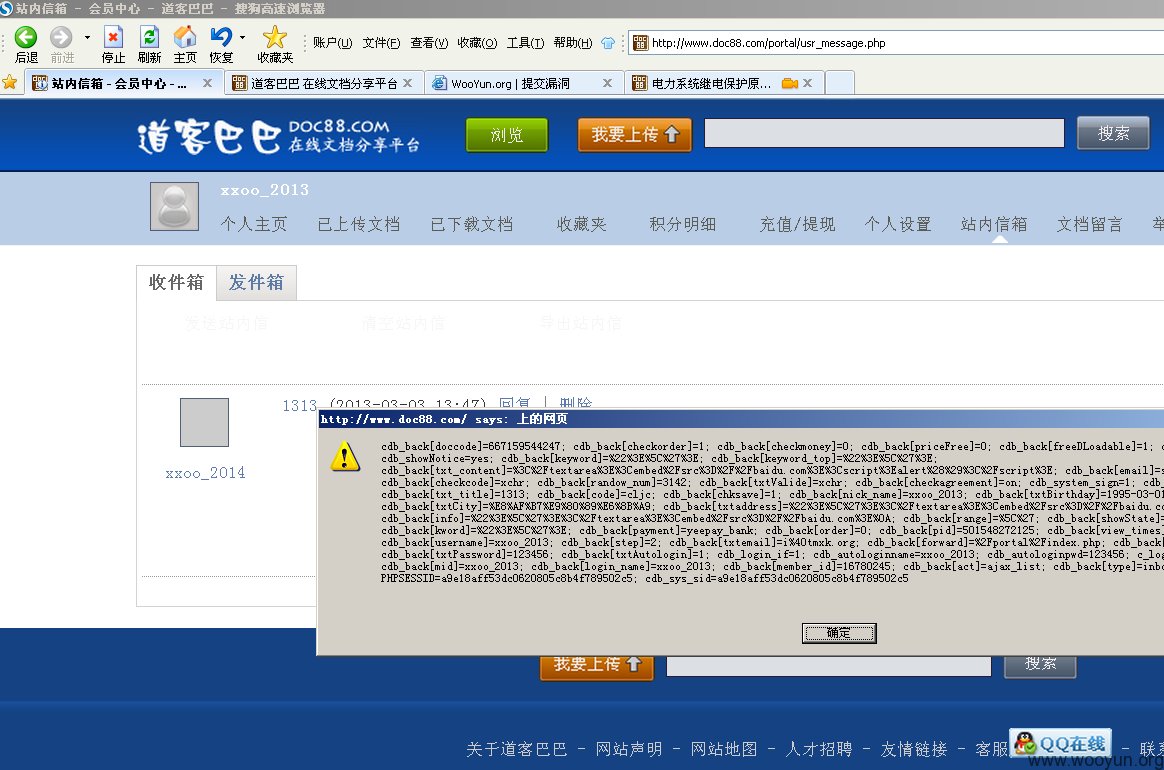 站内信箱 - 会员中心 - 道客巴巴 - 搜狗高速浏览器
后退 前进 停止 刷新 主页 恢复 收藏夹 账户(U) 文件(F) 查看(V) 收藏(C) 工具(T) 帮助(H) http://www.doc88.com/portal/usr_message.php
站内信箱 - 会员中心 - ... 道客巴巴 在线文档分享平台 WooYun.org | 提交漏洞 电力系统继电保护原...
道客巴巴 DOC88.COM 在线文档分享平台 浏览 我要上传 搜索
xxoo_2013
个人主页 已上传文档 已下载文档 收藏夹 积分明细 充值/提现 个人设置 站内信箱 文档留言
收件箱 发件箱
发送站内信 清空站内信 导出站内信
1313 (2013-03-03 13:47) 回复 | 删除
xxoo_2014
http://www.doc88.com/ says: 上的网页
cdb_back[doccode]=667159544247; cdb_back[checkorder]=1; cdb_back[checkmoney]=0; cdb_back[priceFree]=0; cdb_back[freeDLoadable]=1;
cdb_showNotice=yes; cdb_back[keyword]=%22%3E%5C%27%3E; cdb_back[keyword_top]=%22%3E%5C%27%3E;
cdb_back[txt_content]=%3C%2Ftextarea%3E%3Cembed%2Fsrc%3D%2F%2Fbaidu.com%3E%3Cscript%3Ealert%28%29%3C%2Fscript%3E; cdb_back[email]=
cdb_back[checkcode]=xchr; cdb_back[randow_num]=3142; cdb_back[txtValide]=xchr; cdb_back[checkagreement]=on; cdb_system_sign=1;
cdb_back[txt_title]=1313; cdb_back[code]=cljc; cdb_back[chksave]=1; cdb_back[nick_name]=xxoo_2013; cdb_back[txtBirthday]=1995-03-01
cdb_back[txtCity]=%E8%AF%B7%E9%80%89%E6%8B%A9; cdb_back[txtaddress]=%22%3E%5C%27%3E%3C%2Ftextarea%3E%3Cembed%2Fsrc%3D%2F%2Fbaidu.co
cdb_back[info]=%22%3E%5C%27%3E%3C%2Ftextarea%3E%3Cembed%2Fsrc%3D%2F%2Fbaidu.com%3E%0A; cdb_back[range]=%5C%27; cdb_back[showState]=
cdb_back[kword]=%22%3E%5C%27%3E; cdb_back[payment]=yeepay_bank; cdb_back[order]=0; cdb_back[pid]=501548272125; cdb_back[view_times
cdb_back[username]=xxoo_2013; cdb_back[step]=2; cdb_back[txtemail]=i%40tmxk.org; cdb_back[forward]=%2Fportal%2Findex.php; cdb_back
cdb_back[txtPassword]=123456; cdb_back[txtAutologin]=1; cdb_login_if=1; cdb_autologinname=xxoo_2013; cdb_autologinpwd=123456; c_log
cdb_back[mid]=xxoo_2013; cdb_back[login_name]=xxoo_2013; cdb_back[member_id]=16780245; cdb_back[act]=ajax_list; cdb_back[type]=inbo
PHPSESSID=a9e18aff53dc0620805c8b4f789502c5; cdb_sys_sid=a9e18aff53dc0620805c8b4f789502c5
确定
我要上传 搜索
关于道客巴巴 - 网站声明 - 网站地图 - 人才招聘 - 友情链接 - 客服 QQ在线 - 联系
www.wooyun.org